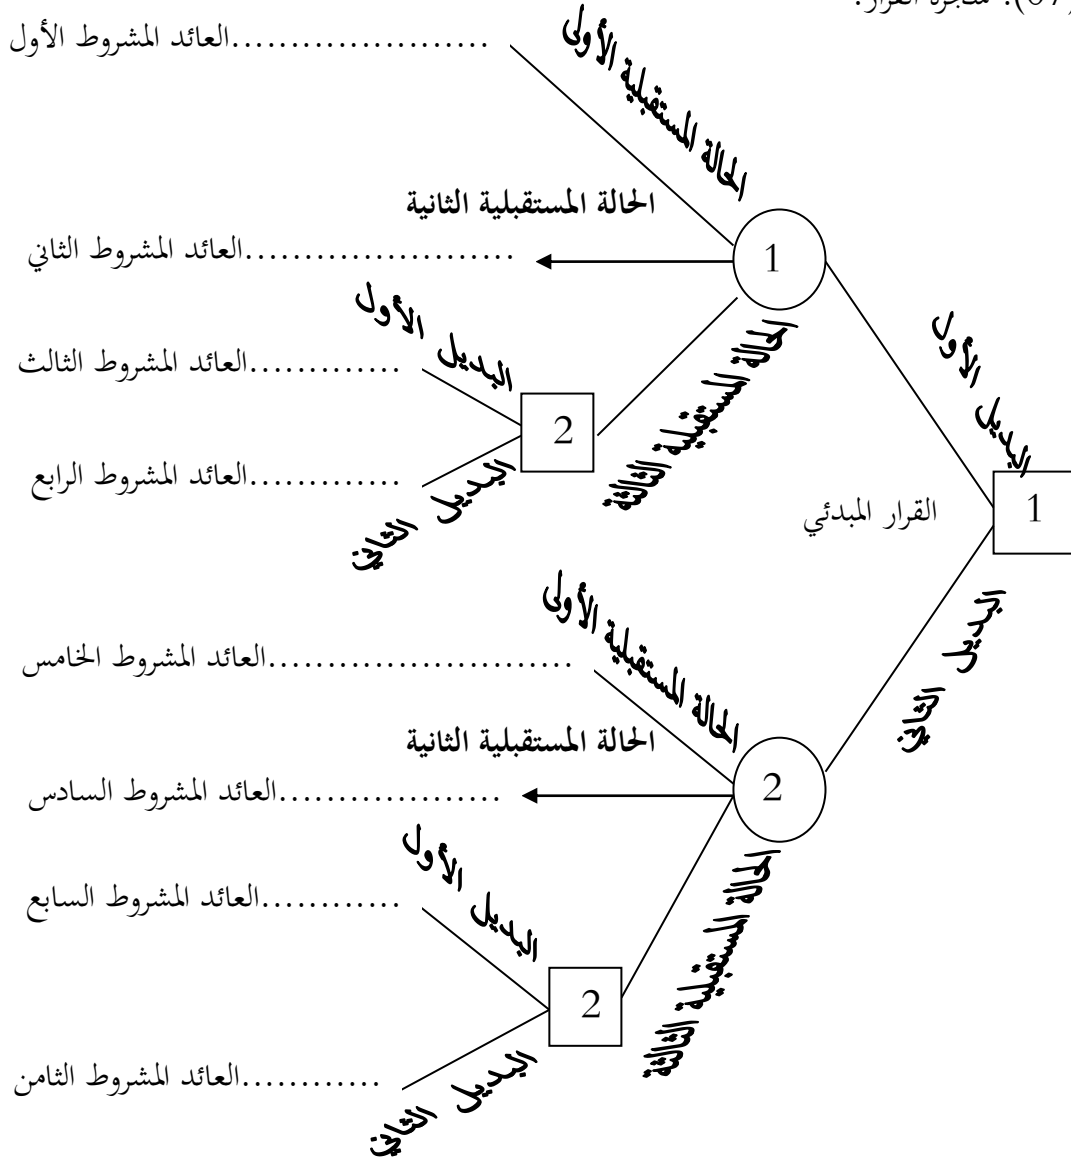 (07): شجرة القرار.
العائد المشروط الأول.....................
الحالة المستقبلية الأولى
الحالة المستقبلية الثانية
1
العائد المشروط الثاني......................
البديل الأول
البديل الأول
الحالة المستقبلية الثالثة
العائد المشروط الثالث.............
2
العائد المشروط الرابع.............
البديل الثاني
1
القرار المبدئي
الحالة المستقبلية الأولى
البديل الثاني
العائد المشروط الخامس..........................
الحالة المستقبلية الثانية
2
العائد المشروط السادس...................
البديل الأول
الحالة المستقبلية الثالثة
العائد المشروط السابع............
2
العائد المشروط الثامن............
البديل الثاني